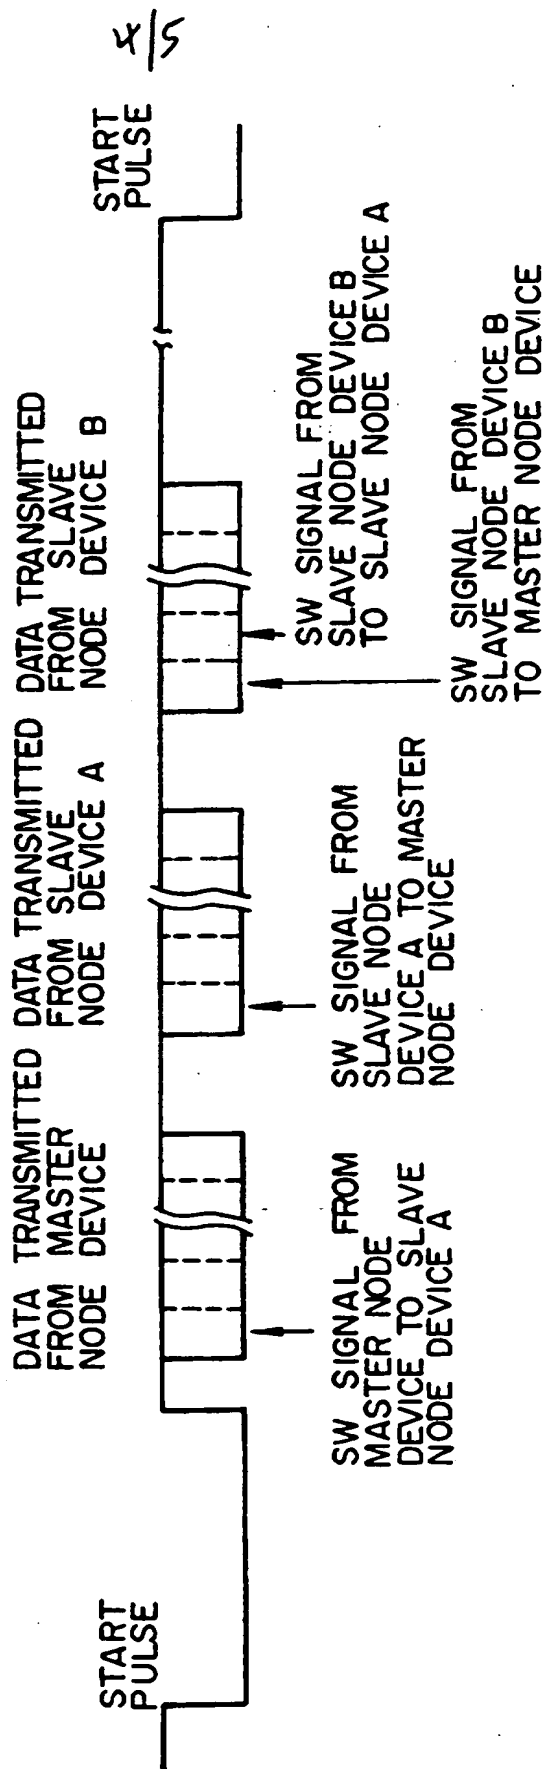 4/5
START
PULSE
DATA TRANSMITTED
FROM MASTER
NODE DEVICE
DATA TRANSMITTED
FROM SLAVE
NODE DEVICE A
DATA TRANSMITTED
FROM SLAVE
NODE DEVICE B
START
PULSE
SW SIGNAL FROM
MASTER NODE
DEVICE TO SLAVE
NODE DEVICE A
SW SIGNAL FROM
SLAVE NODE
DEVICE A TO MASTER
NODE DEVICE
SW SIGNAL FROM
SLAVE NODE DEVICE B
TO SLAVE NODE DEVICE A
SW SIGNAL FROM
SLAVE NODE DEVICE B
TO MASTER NODE DEVICE